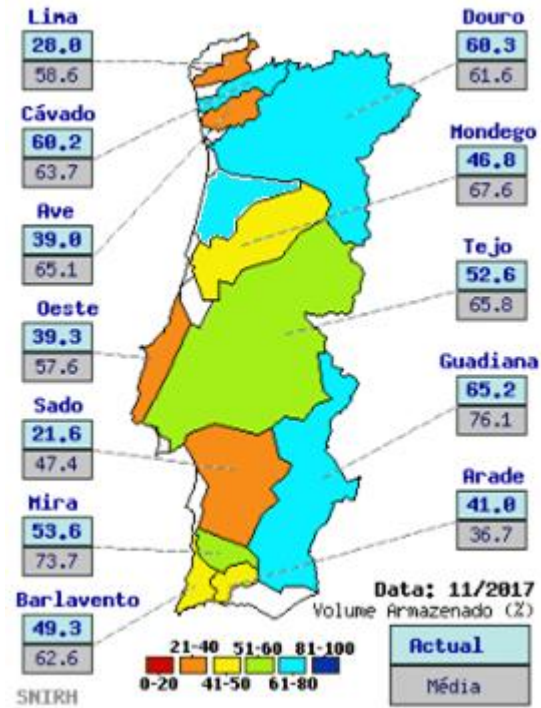 Lima
28.0
58.6
Cávado
60.2
63.7
Ave
39.0
65.1
Oeste
39.3
57.6
Sado
21.6
47.4
Mira
53.6
73.7
Barlavento
49.3
62.6
Douro
60.3
61.6
Mondego
46.8
67.6
Tejo
52.6
65.8
Guadiana
65.2
76.1
Arade
41.0
36.7
Data: 11/2017
Volume Armazenado (%)
21-40 51-60 81-100
0-20 41-50 61-80
Actual
Média
SNIRH